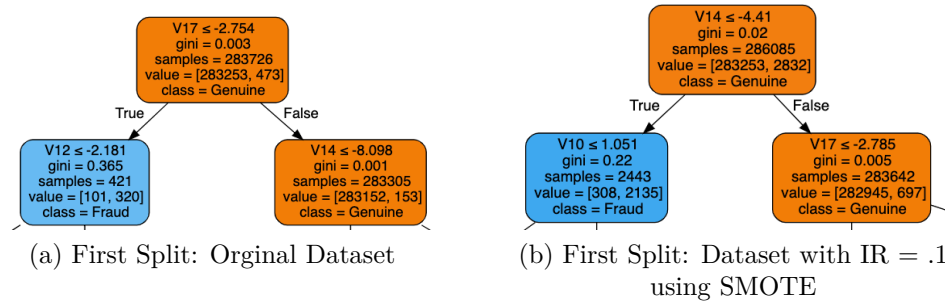 V17 ≤ -2.754
gini = 0.003
samples = 283726
value = [283253, 473]
class = Genuine
True
False
V12 ≤ -2.181
gini = 0.365
samples = 421
value = [101, 320]
class = Fraud
V14 ≤ -8.098
gini = 0.001
samples = 283305
value = [283152, 153]
class = Genuine
(a) First Split: Orginal Dataset
V14 ≤ -4.41
gini = 0.02
samples = 286085
value = [283253, 2832]
class = Genuine
True
False
V10 ≤ 1.051
gini = 0.22
samples = 2443
value = [308, 2135]
class = Fraud
V17 ≤ -2.785
gini = 0.005
samples = 283642
value = [282945, 697]
class = Genuine
(b) First Split: Dataset with IR = .1
using SMOTE